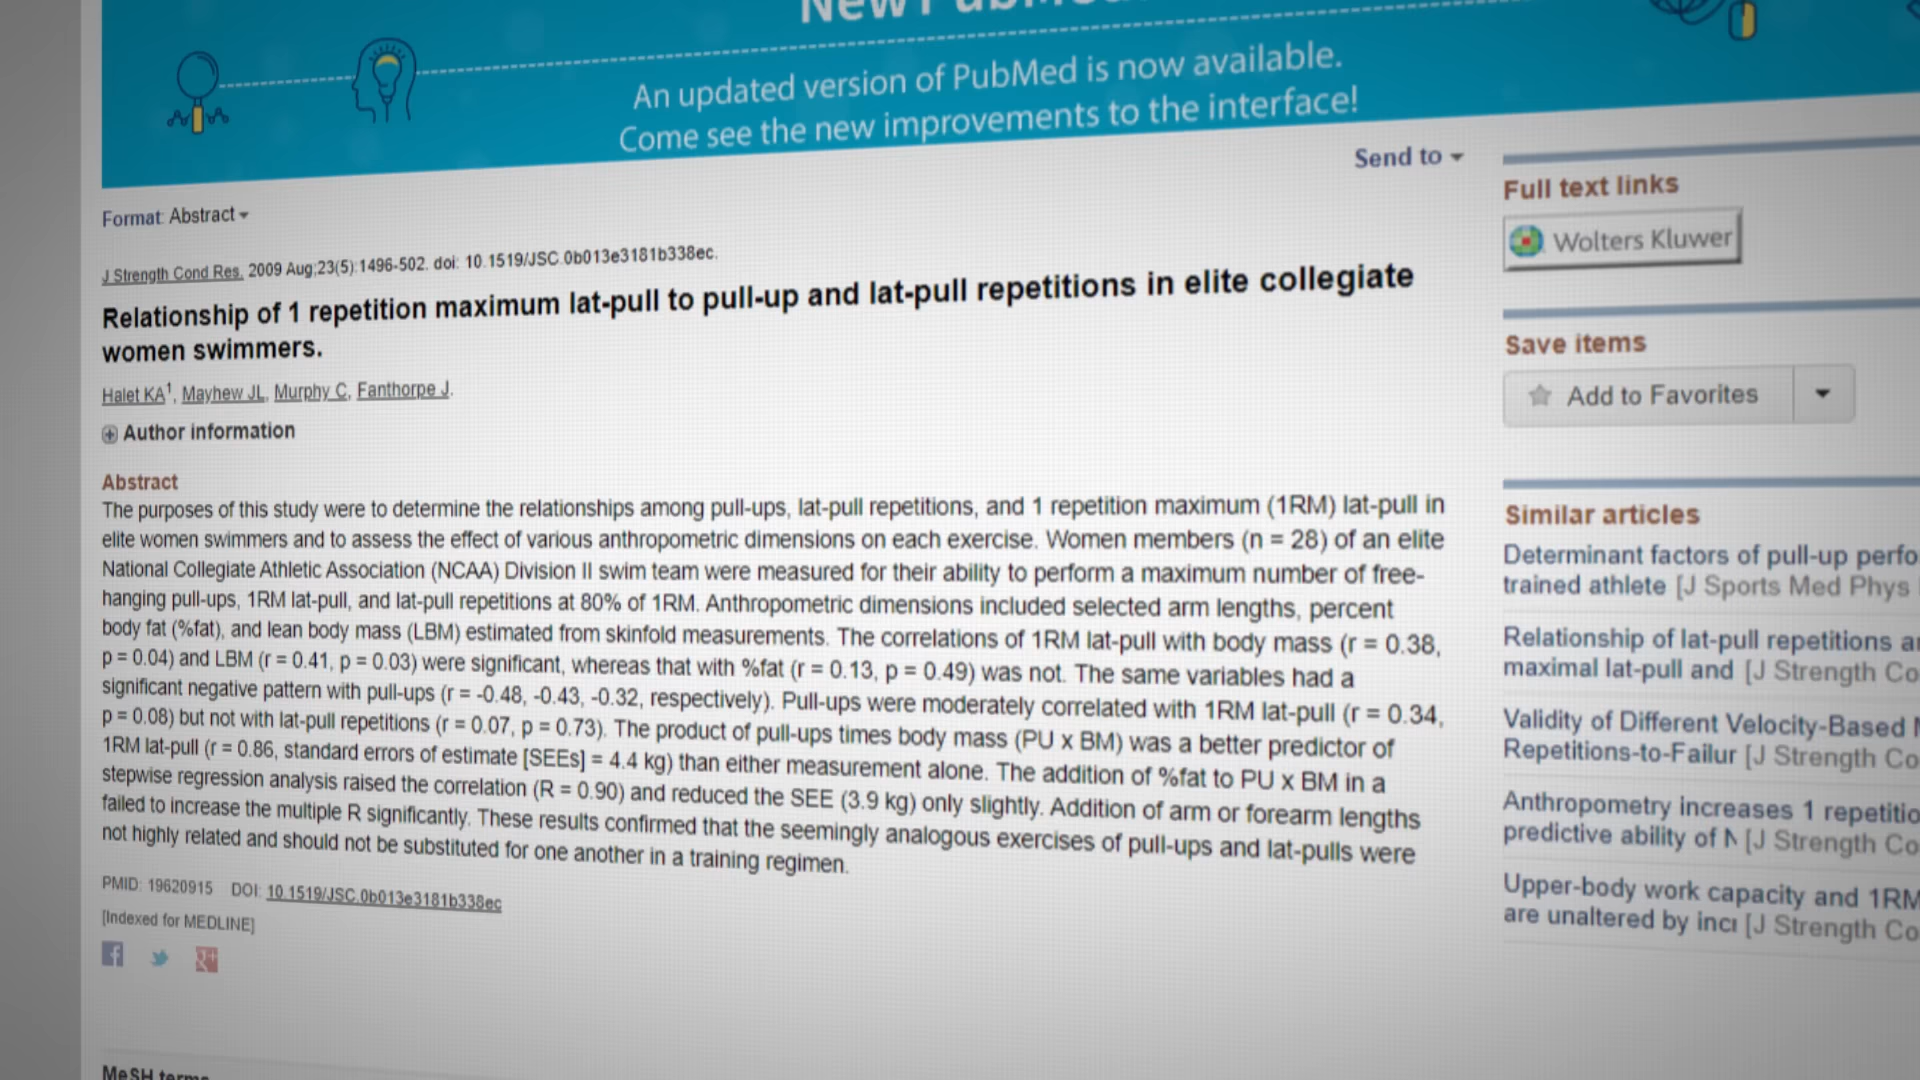 An updated version of PubMed is now available.
Come see the new improvements to the interface!
Send to
Format: Abstract
J Strength Cond Res. 2009 Aug;23(5):1496-502. doi: 10.1519/JSC.0b013e3181b338ec.
Relationship of 1 repetition maximum lat-pull to pull-up and lat-pull repetitions in elite collegiate
women swimmers.
Halet KA1, Mayhew JL, Murphy C, Fanthorpe J.
Author information
Abstract
The purposes of this study were to determine the relationships among pull-ups, lat-pull repetitions, and 1 repetition maximum (1RM) lat-pull in
elite women swimmers and to assess the effect of various anthropometric dimensions on each exercise. Women members (n = 28) of an elite
National Collegiate Athletic Association (NCAA) Division II swim team were measured for their ability to perform a maximum number of free-
hanging pull-ups, 1RM lat-pull, and lat-pull repetitions at 80% of 1RM. Anthropometric dimensions included selected arm lengths, percent
body fat (%fat), and lean body mass (LBM) estimated from skinfold measurements. The correlations of 1RM lat-pull with body mass (r = 0.38,
p = 0.04) and LBM (r = 0.41, p = 0.03) were significant, whereas that with %fat (r = 0.13, p = 0.49) was not. The same variables had a
significant negative pattern with pull-ups (r = -0.48, -0.43, -0.32, respectively). Pull-ups were moderately correlated with 1RM lat-pull (r = 0.34,
p = 0.08) but not with lat-pull repetitions (r = 0.07, p = 0.73). The product of pull-ups times body mass (PU x BM) was a better predictor of
1RM lat-pull (r = 0.86, standard errors of estimate [SEEs] = 4.4 kg) than either measurement alone. The addition of %fat to PU x BM in a
stepwise regression analysis raised the correlation (R = 0.90) and reduced the SEE (3.9 kg) only slightly. Addition of arm or forearm lengths
failed to increase the multiple R significantly. These results confirmed that the seemingly analogous exercises of pull-ups and lat-pulls were
not highly related and should not be substituted for one another in a training regimen.
PMID: 19620915 DOI: 10.1519/JSC.0b013e3181b338ec
[Indexed for MEDLINE]
MeSH terms
Full text links
Wolters Kluwer
Save items
Add to Favorites
Similar articles
Determinant factors of pull-up perfo
trained athlete [J Sports Med Phys
Relationship of lat-pull repetitions a
maximal lat-pull and [J Strength Co
Validity of Different Velocity-Based
Repetitions-to-Failur [J Strength Co
Anthropometry increases 1 repetitio
predictive ability of N [J Strength Co
Upper-body work capacity and 1RM
are unaltered by incr [J Strength Co